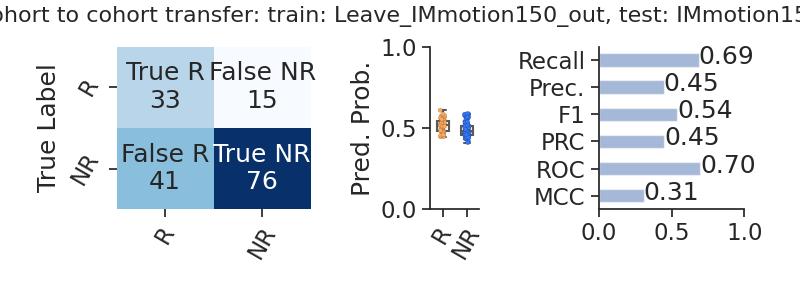 ohort to cohort transfer: train: Leave_IMmotion150_out, test: IMmotion15
True Label
R
NR
True R
33
False NR
15
False R
41
True NR
76
R
NR
Pred. Prob.
1.0
0.5
0.0
R
NR
Recall
0.69
Prec.
0.45
F1
0.54
PRC
0.45
ROC
0.70
MCC
0.31
0.0
0.5
1.0